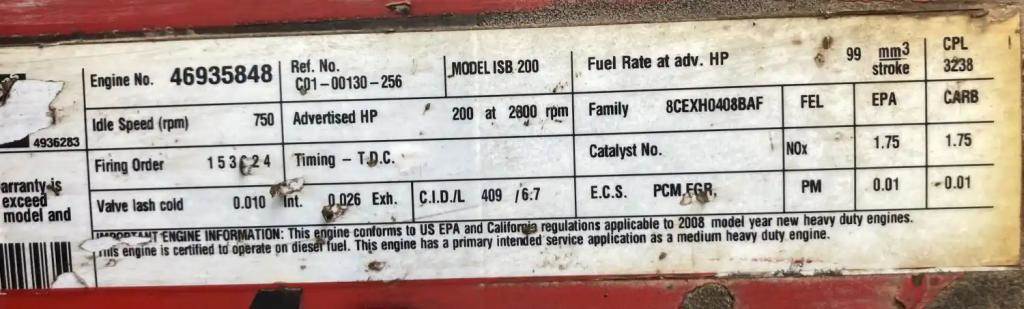 Engine No. 46935848
Ref. No.
C01-00130-256
MODEL ISB 200
Fuel Rate at adv. HP 99 mm3
stroke
CPL
3238
4936283
Idle Speed (rpm) 750
Advertised HP 200 at 2600 rpm
Family 8CEXH0408BAF
FEL EPA CARB
Firing Order 153624
Timing - T.D.C.
Catalyst No.
NOx 1.75 1.75
arranty is
exceed
model and
Valve lash cold 0.010 Int. 0.026 Exh.
C.I.D./L 409 /6.7
E.C.S. PCM,EGR,
PM 0.01 0.01
IMPORTANT ENGINE INFORMATION: This engine conforms to US EPA and California regulations applicable to 2008 model year new heavy duty engines.
This engine is certified to operate on diesel fuel. This engine has a primary intended service application as a medium heavy duty engine.